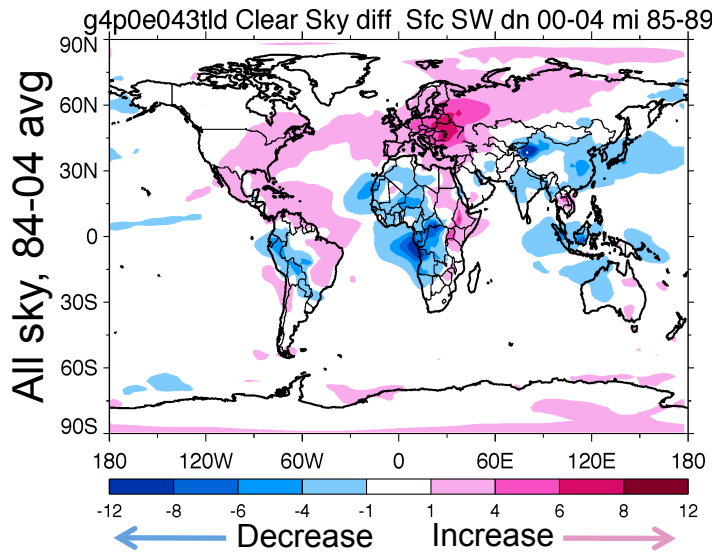 g4p0e043tld Clear Sky diff Sfc SW dn 00-04 mi 85-89
All sky, 84-04 avg
90N
60N
30N
0
30S
60S
90S
180 120W 60W 0 60E 120E 180
-12 -8 -6 -4 -1 1 4 6 8 12
Decrease Increase